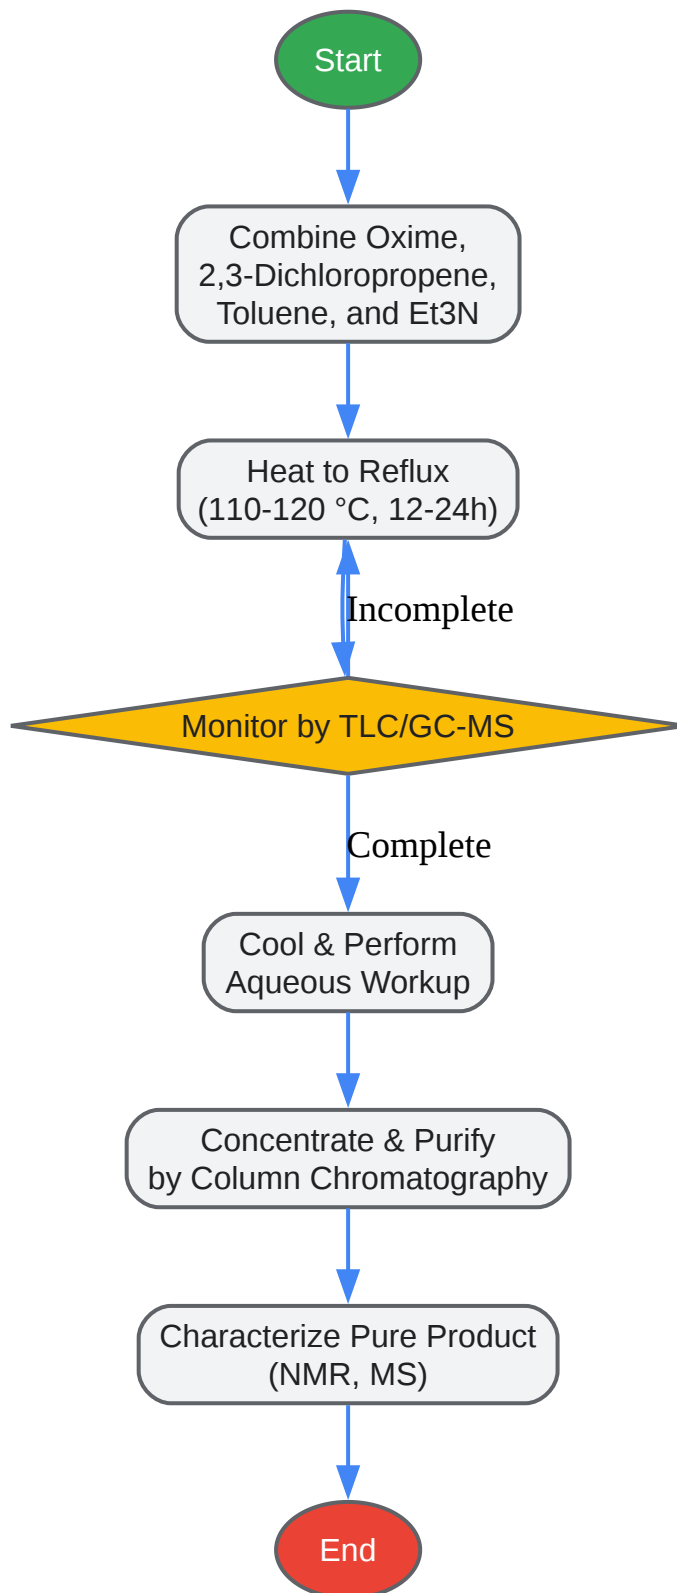 Start
Combine Oxime,
2,3-Dichloropropene,
Toluene, and Et3N
Heat to Reflux
(110-120 °C, 12-24h)
Incomplete
Monitor by TLC/GC-MS
Complete
Cool & Perform
Aqueous Workup
Concentrate & Purify
by Column Chromatography
Characterize Pure Product
(NMR, MS)
End